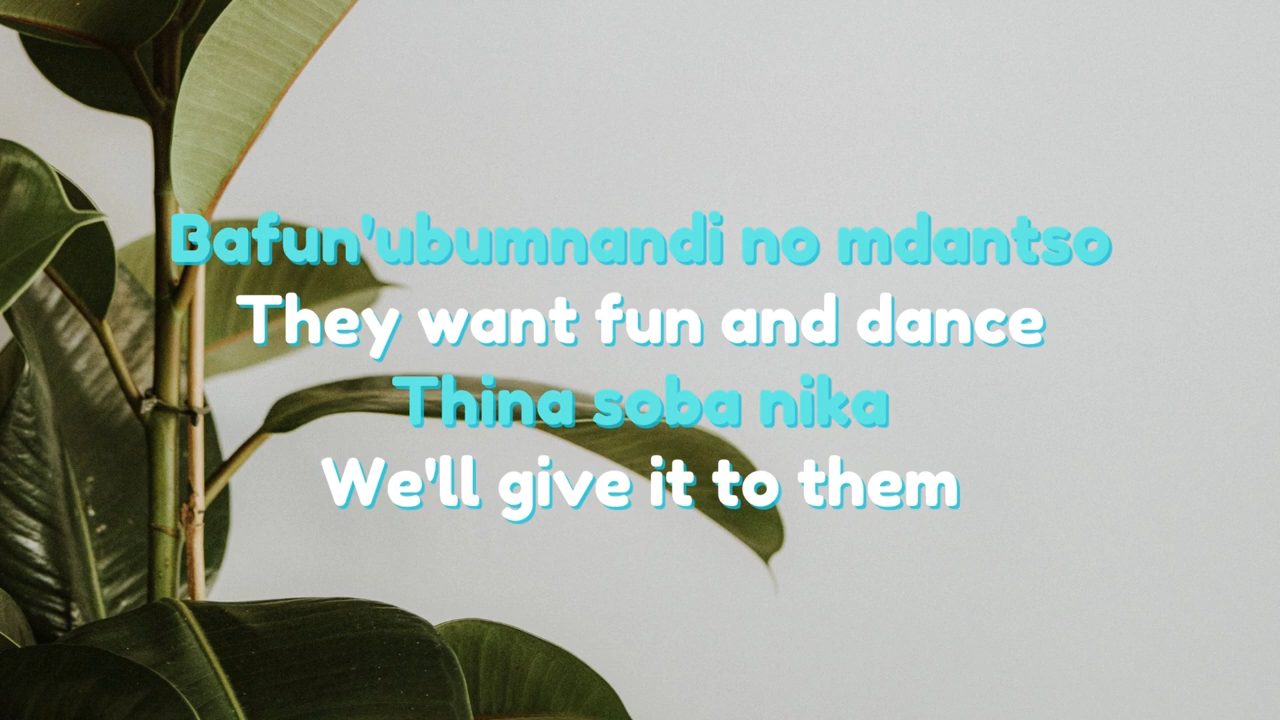 Bafun'ubumnandi no mdantso
They want fun and dance
Thina soba nika
We'll give it to them